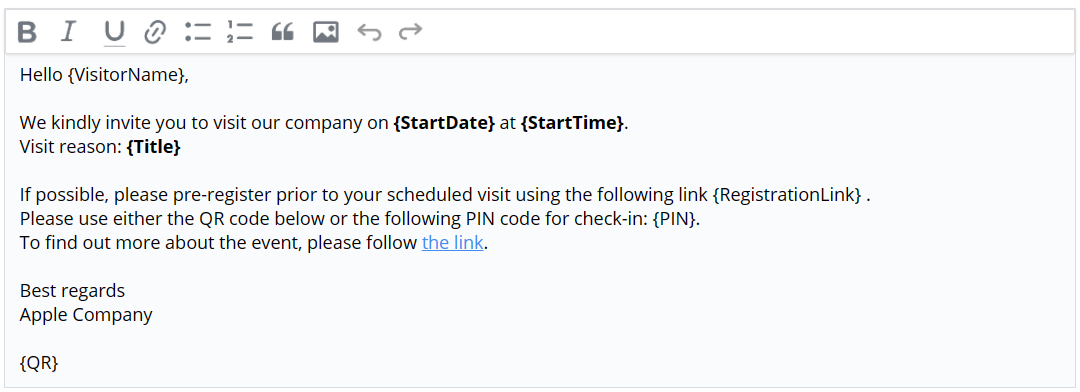 Hello {VisitorName},
We kindly invite you to visit our company on {StartDate} at {StartTime}.
Visit reason: {Title}
If possible, please pre-register prior to your scheduled visit using the following link {RegistrationLink} .
Please use either the QR code below or the following PIN code for check-in: {PIN}.
To find out more about the event, please follow the link.
Best regards
Apple Company
{QR}